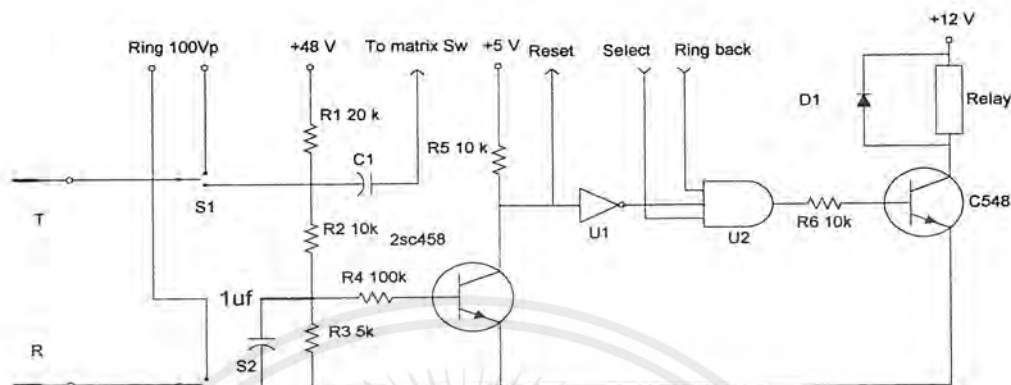 +12 V
Ring 100Vp
+48 V
To matrix Sw
+5 V
Reset
Select
Ring back
D1
Relay
R1 20 k
R5 10 k
C1
T
S1
C548
U1
U2
R6 10k
R2 10k
2sc458
R4 100k
1uf
R3 5k
R
S2